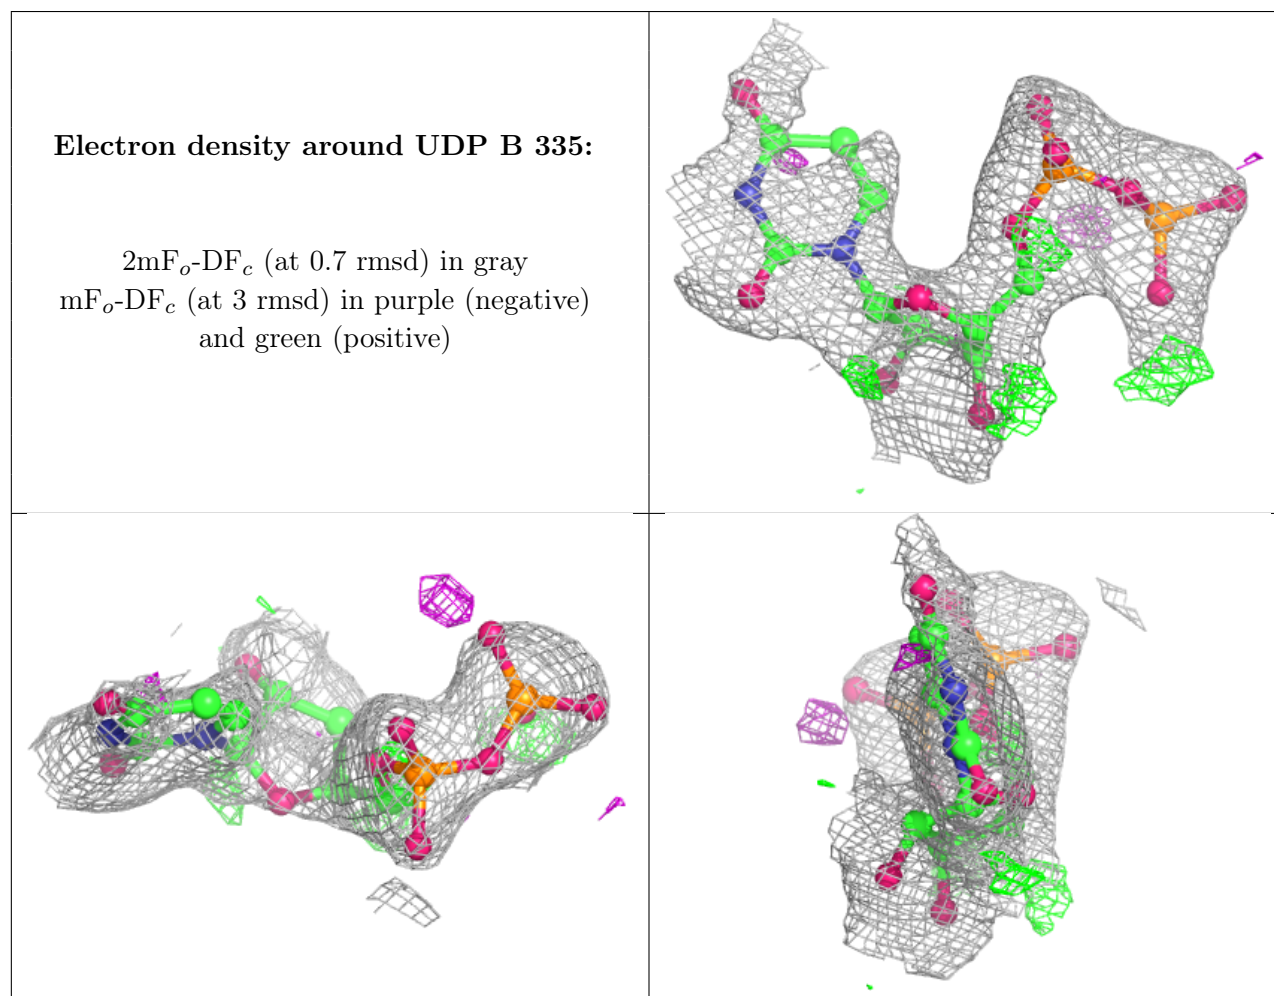 Electron density around UDP B 335:
2mFo-DFc (at 0.7 rmsd) in gray
mFo-DFc (at 3 rmsd) in purple (negative)
and green (positive)